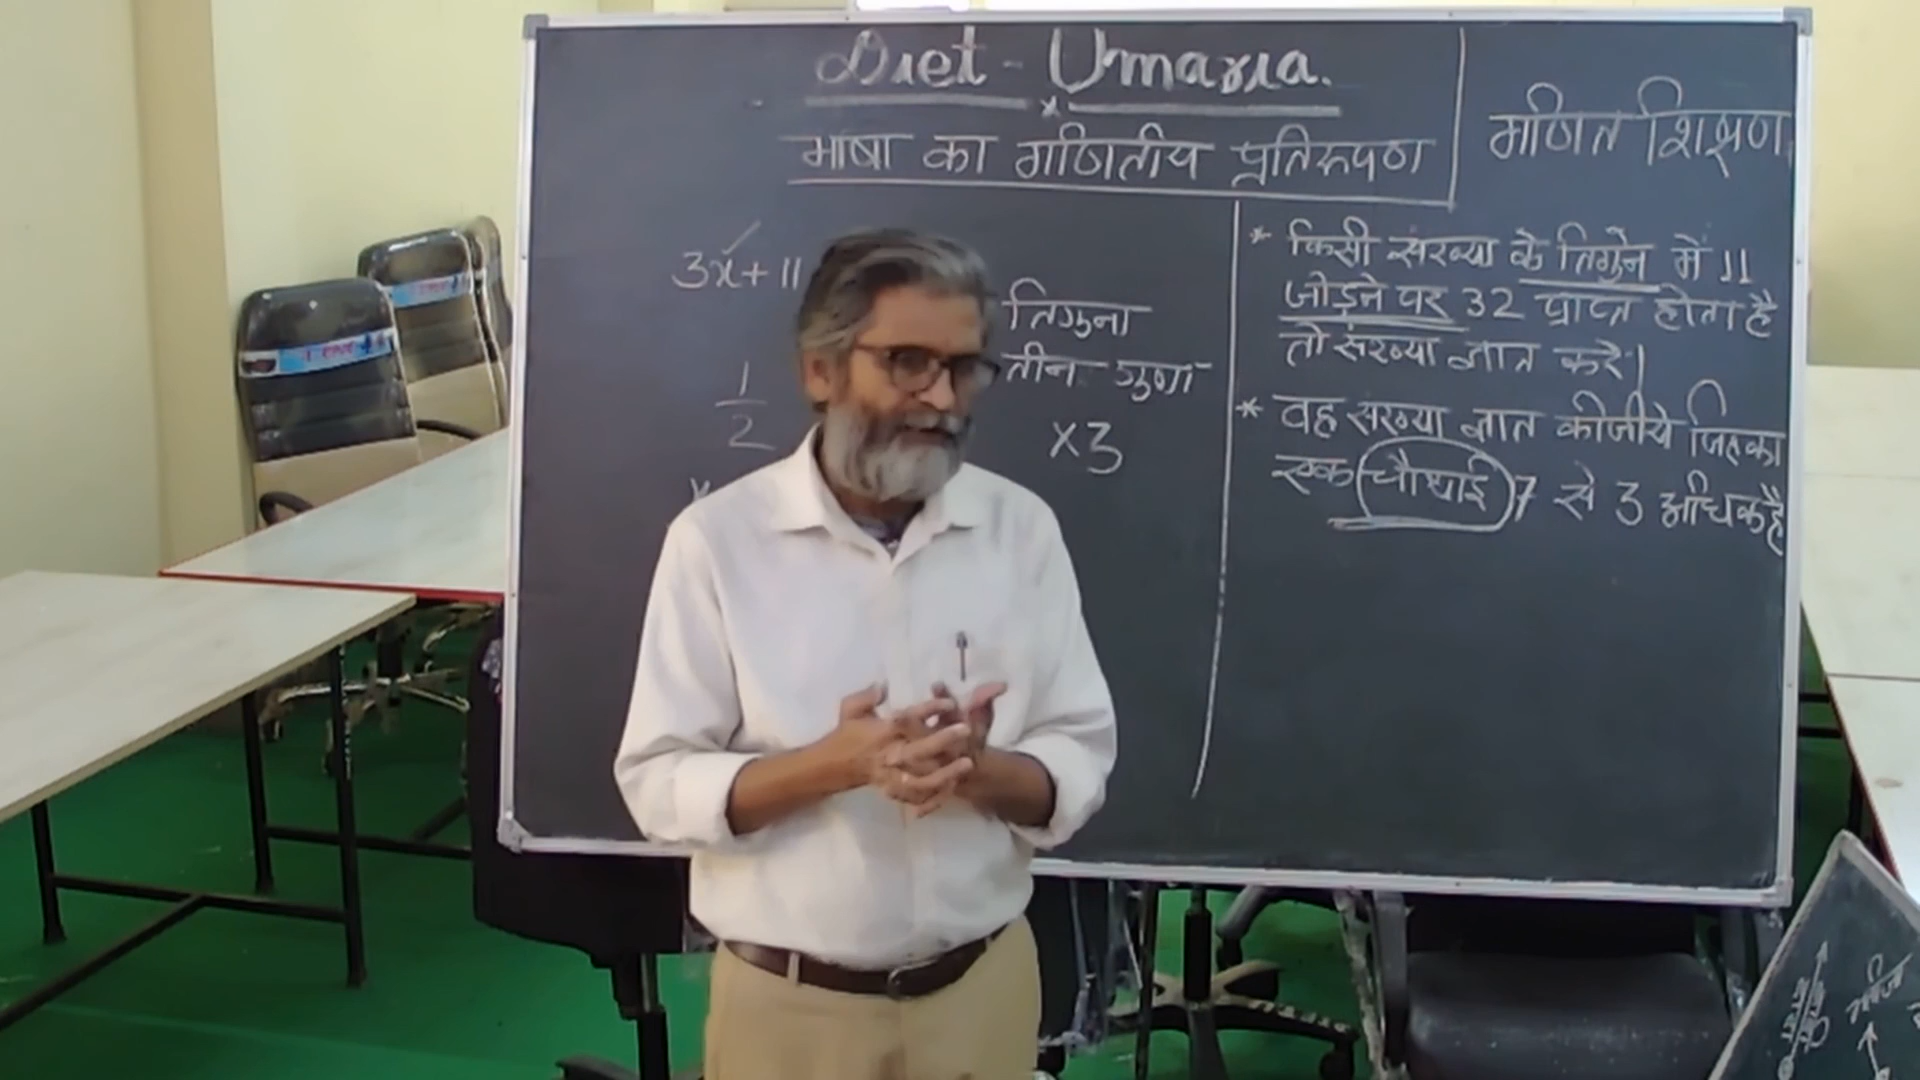 Diet - Umaria.
भाषा का गणितीय प्रतिरूपण
गणित शिक्षण
3x + 11
1
2
तिगुना
तीन गुणा
×3
* किसी संख्या के तिगुने में 11
जोड़ने पर 32 प्राप्त होता है
तो संख्या ज्ञात करें।
* वह संख्या ज्ञात कीजीये जिसका
एक चौथाई 7 से 3 अधिक है